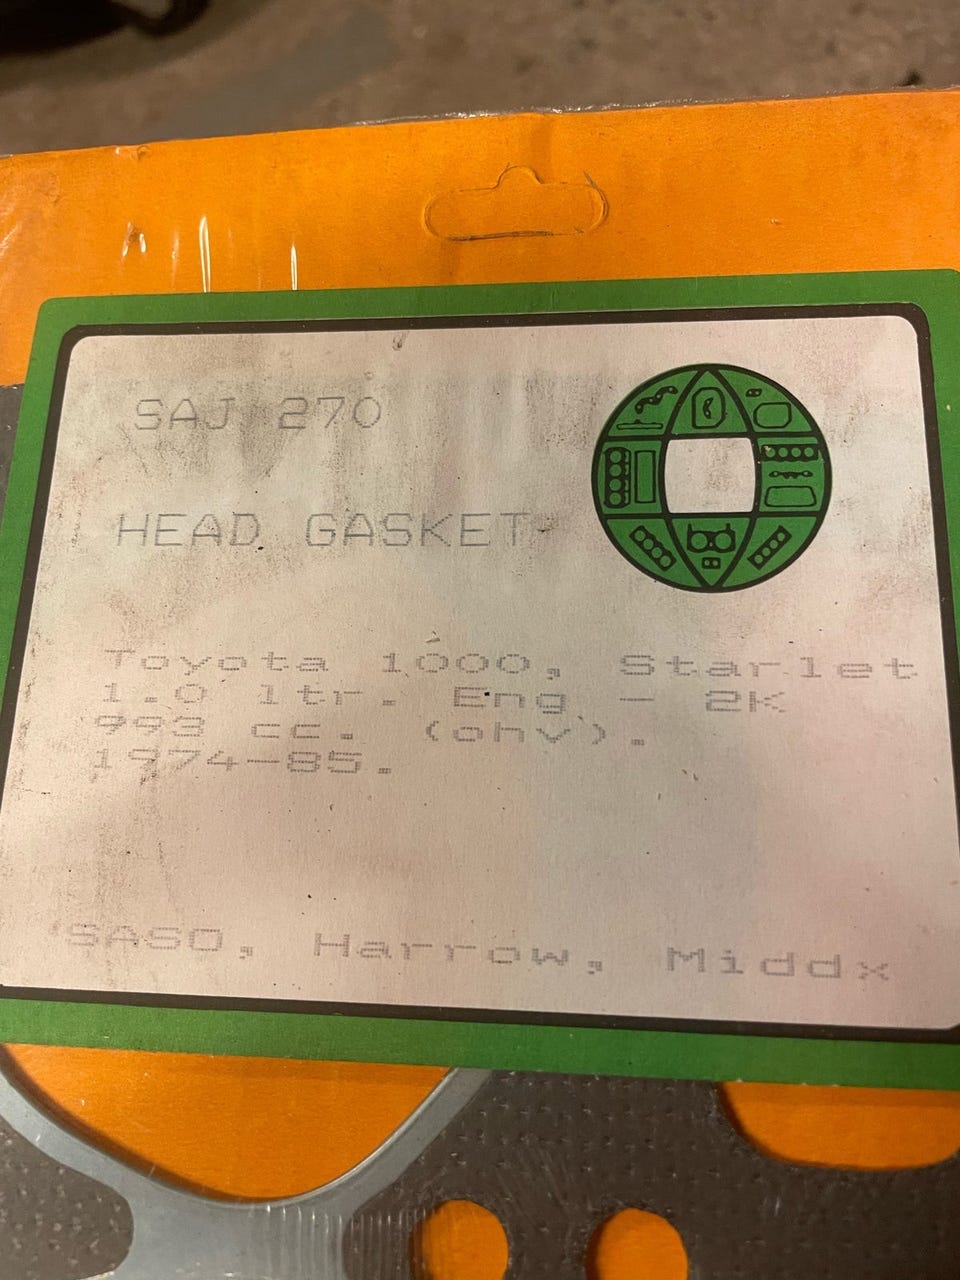 SAJ 270
HEAD GASKET
Toyota 1000, Starlet
1.0 ltr. Eng - 2K
993 cc. (ohv).
1974-85.
SASO, Harrow, Middx